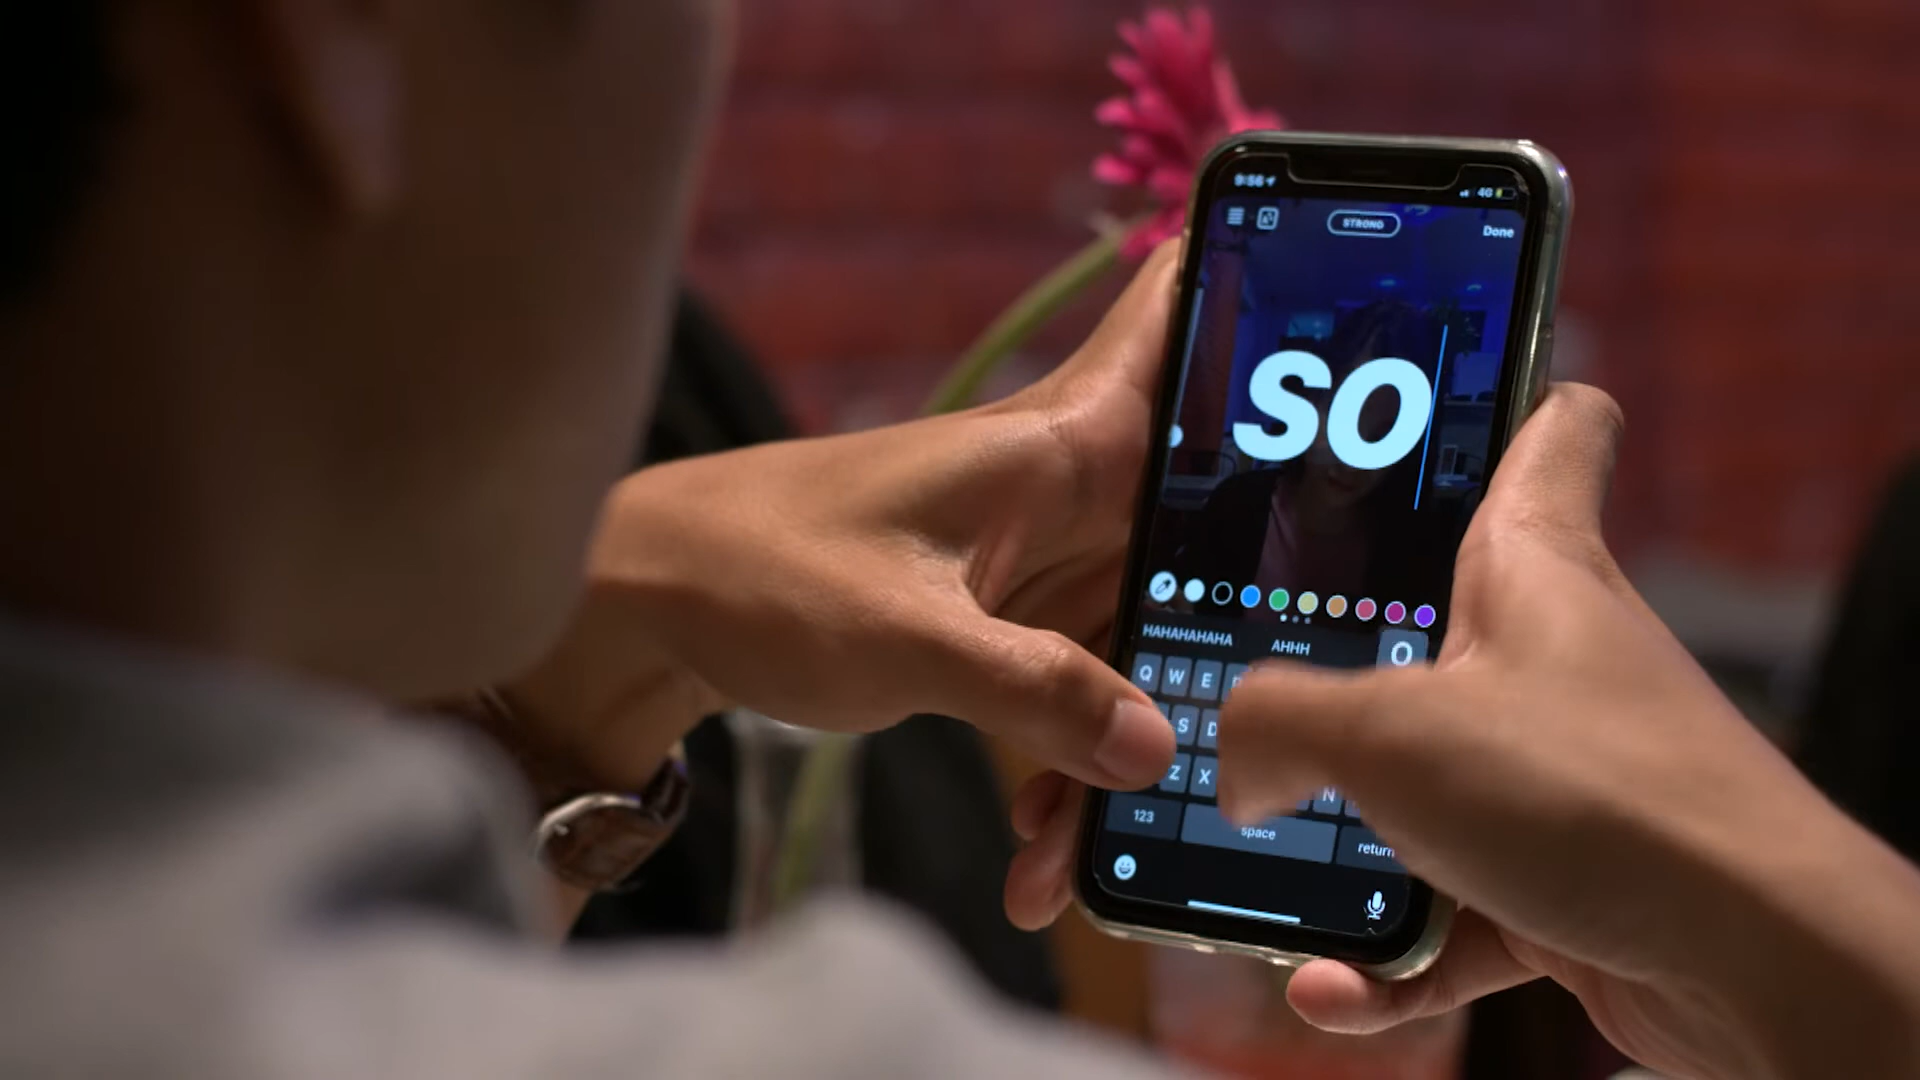 9:56 4G
STRONG Done
SO
HAHAHAHAHA AHHH
O
Q W E
S D
Z X N
123 space return